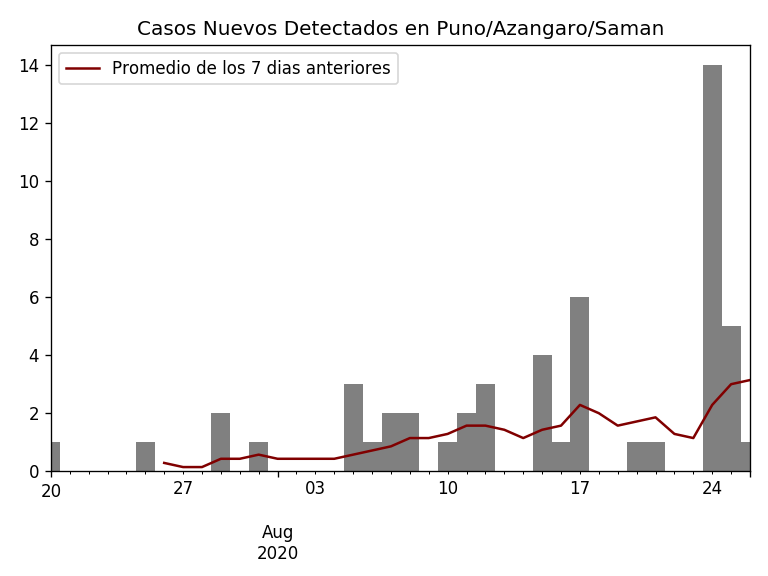 Casos Nuevos Detectados en Puno/Azangaro/Saman
Promedio de los 7 dias anteriores
14
12
10
8
6
4
2
0
20 27 03 10 17 24
Aug
2020